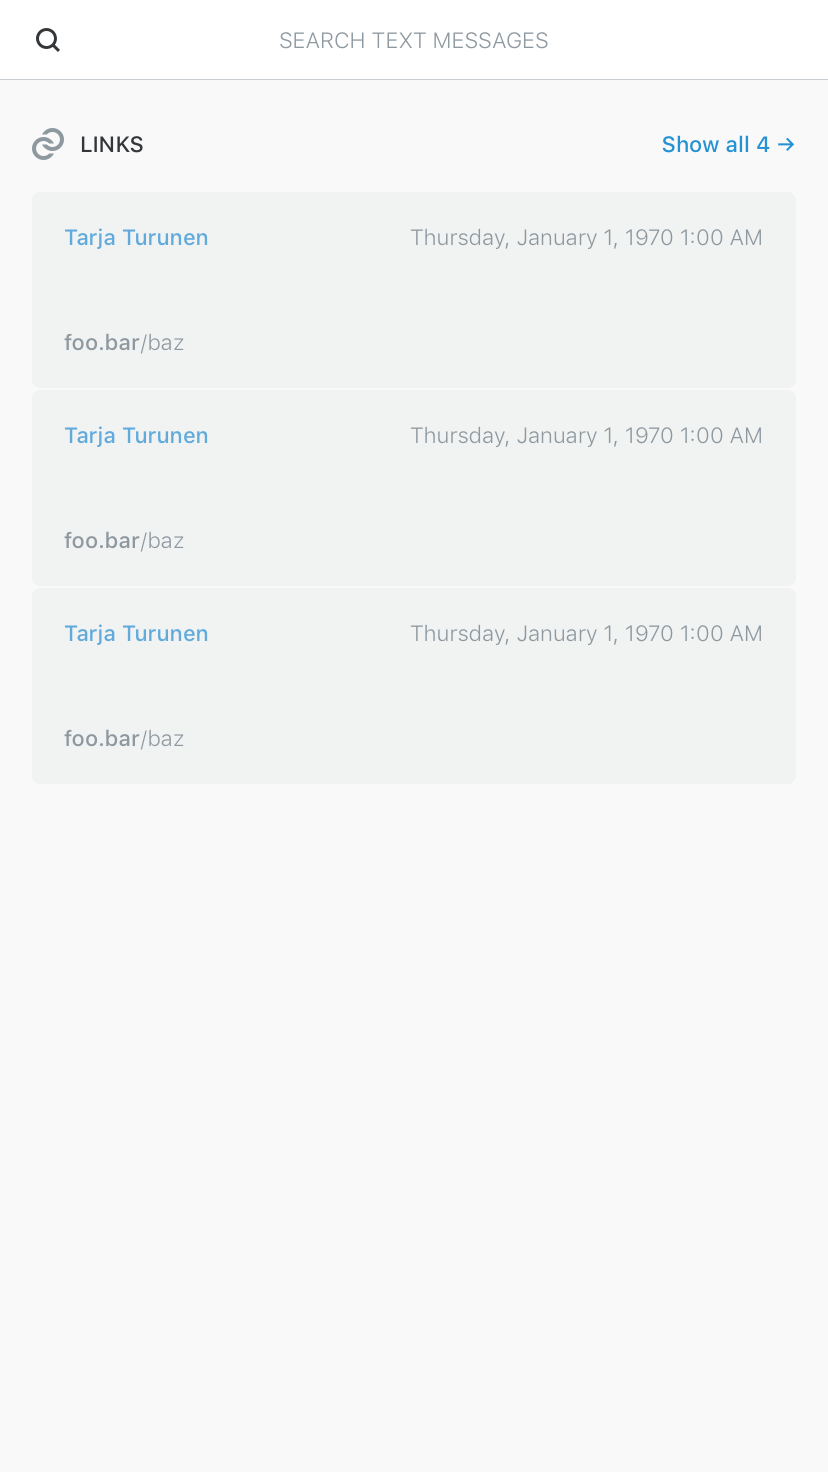 SEARCH TEXT MESSAGES
LINKS Show all 4 →
Tarja Turunen Thursday, January 1, 1970 1:00 AM
foo.bar/baz
Tarja Turunen Thursday, January 1, 1970 1:00 AM
foo.bar/baz
Tarja Turunen Thursday, January 1, 1970 1:00 AM
foo.bar/baz